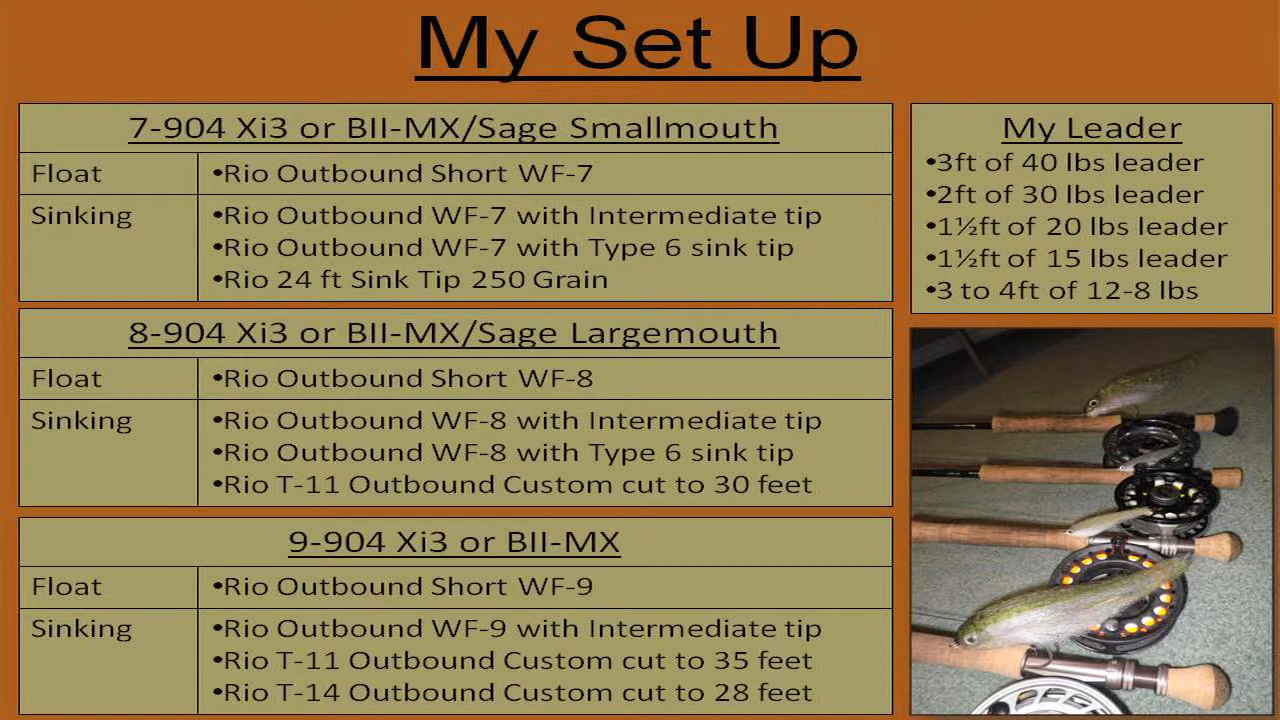 My Set Up
7-904 Xi3 or BII-MX/Sage Smallmouth
Float
•Rio Outbound Short WF-7
Sinking
•Rio Outbound WF-7 with Intermediate tip
•Rio Outbound WF-7 with Type 6 sink tip
•Rio 24 ft Sink Tip 250 Grain
8-904 Xi3 or BII-MX/Sage Largemouth
Float
•Rio Outbound Short WF-8
Sinking
•Rio Outbound WF-8 with Intermediate tip
•Rio Outbound WF-8 with Type 6 sink tip
•Rio T-11 Outbound Custom cut to 30 feet
9-904 Xi3 or BII-MX
Float
•Rio Outbound Short WF-9
Sinking
•Rio Outbound WF-9 with Intermediate tip
•Rio T-11 Outbound Custom cut to 35 feet
•Rio T-14 Outbound Custom cut to 28 feet
My Leader
•3ft of 40 lbs leader
•2ft of 30 lbs leader
•1½ft of 20 lbs leader
•1½ft of 15 lbs leader
•3 to 4ft of 12-8 lbs